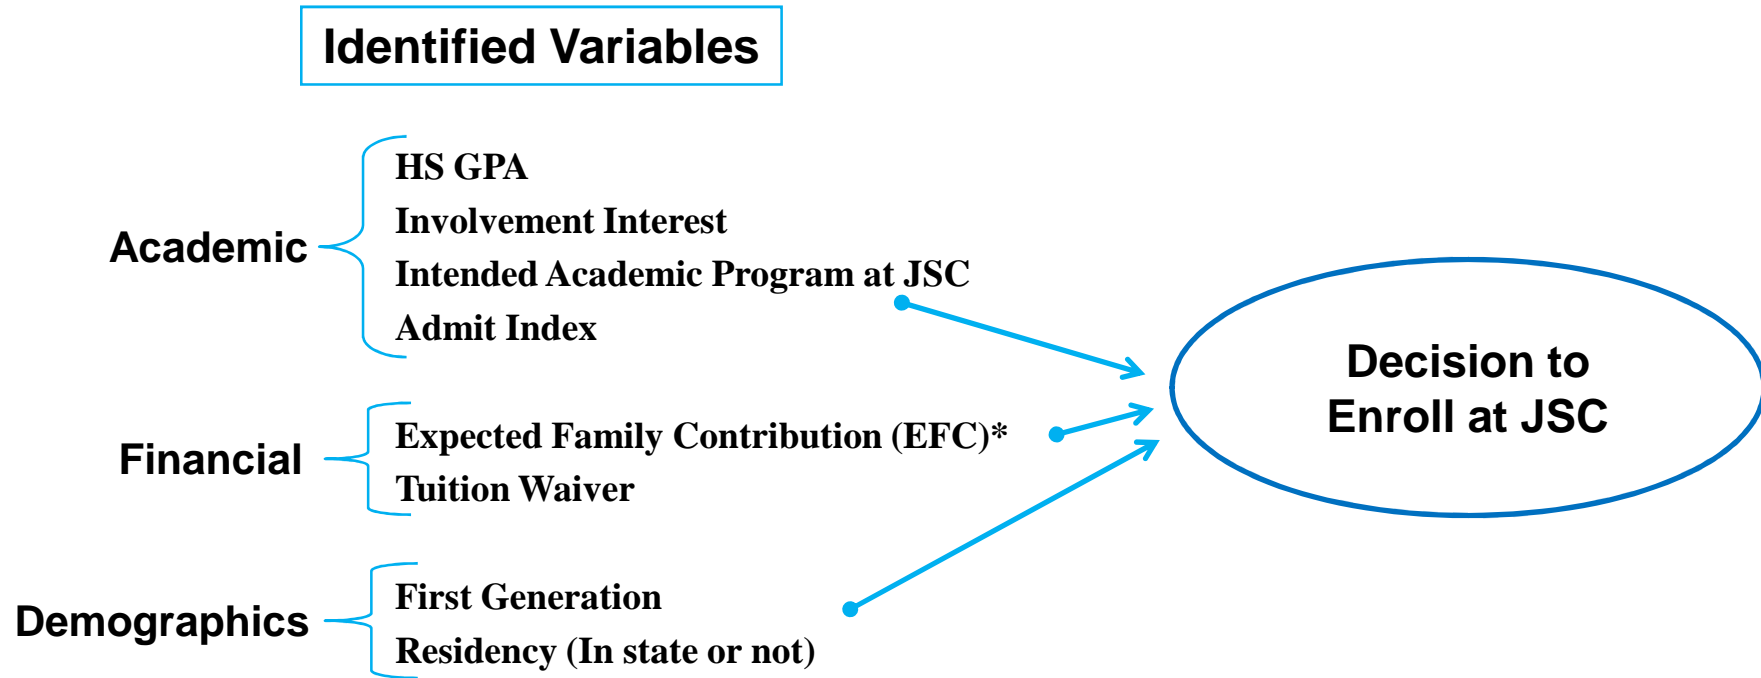 Identified Variables
Academic
HS GPA
Involvement Interest
Intended Academic Program at JSC
Admit Index
Financial
Expected Family Contribution (EFC)*
Tuition Waiver
Demographics
First Generation
Residency (In state or not)
Decision to
Enroll at JSC